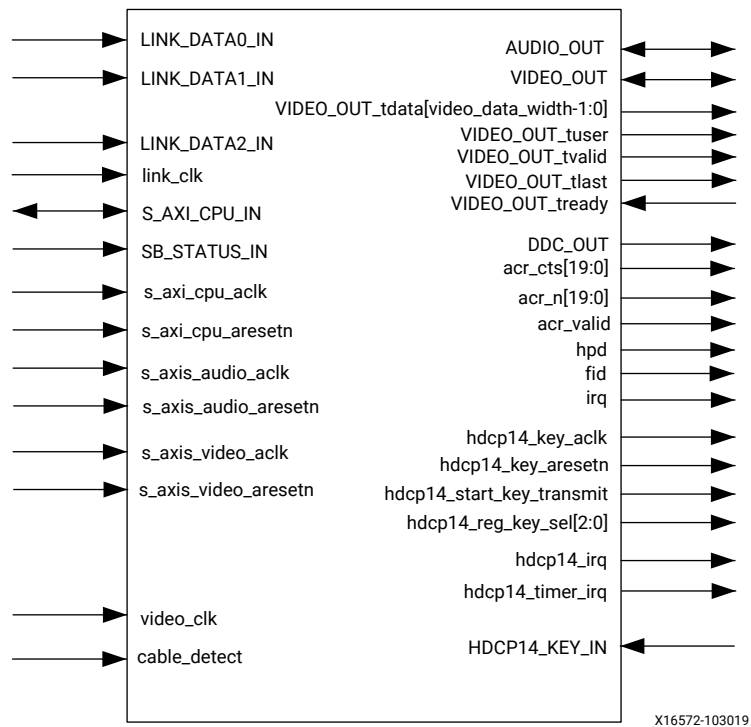 LINK_DATA0_IN
LINK_DATA1_IN
LINK_DATA2_IN
link_clk
S_AXI_CPU_IN
SB_STATUS_IN
s_axi_cpu_aclk
s_axi_cpu_aresetn
s_axis_audio_aclk
s_axis_audio_aresetn
s_axis_video_aclk
s_axis_video_aresetn
video_clk
cable_detect
AUDIO_OUT
VIDEO_OUT
VIDEO_OUT_tdata[video_data_width-1:0]
VIDEO_OUT_tuser
VIDEO_OUT_tvalid
VIDEO_OUT_tlast
VIDEO_OUT_tready
DDC_OUT
acr_cts[19:0]
acr_n[19:0]
acr_valid
hpd
fid
irq
hdcp14_key_aclk
hdcp14_key_aresetn
hdcp14_start_key_transmit
hdcp14_reg_key_sel[2:0]
hdcp14_irq
hdcp14_timer_irq
HDCP14_KEY_IN
X16572-103019